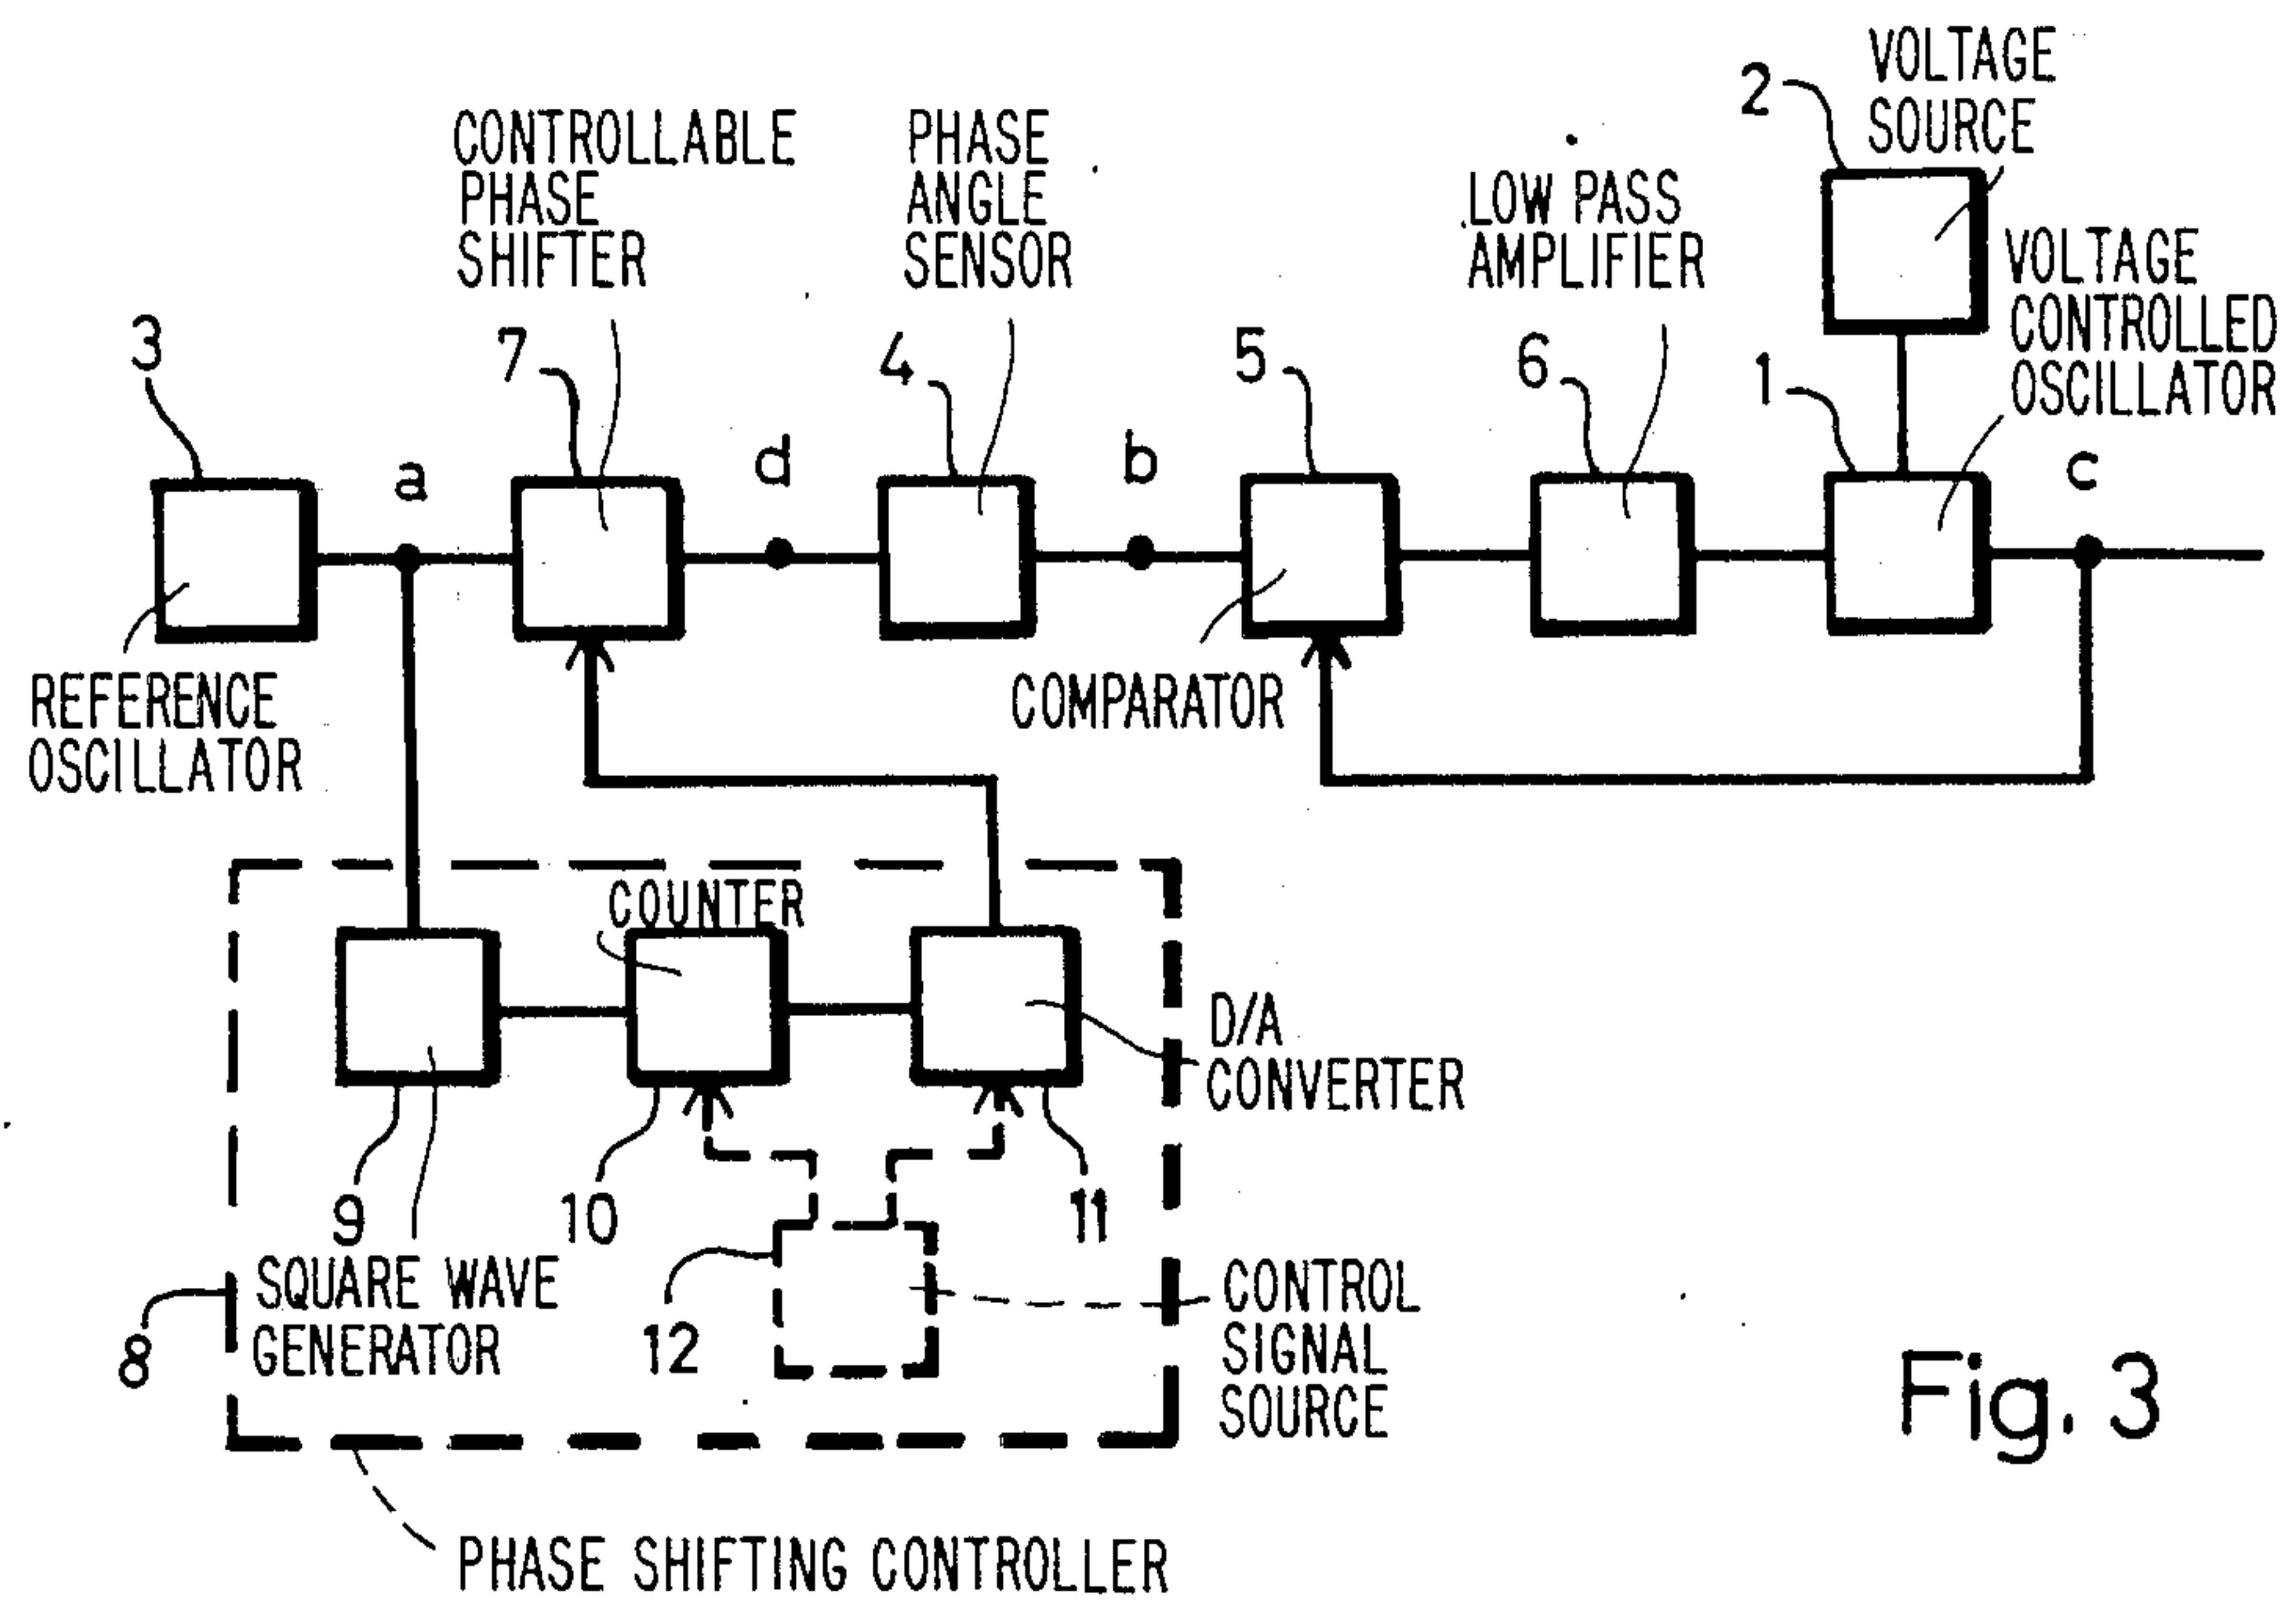 VOLTAGE
SOURCE
2
CONTROLLABLE
PHASE
SHIFTER
PHASE
ANGLE
SENSOR
LOW PASS
AMPLIFIER
VOLTAGE
CONTROLLED
OSCILLATOR
3
7
4
5
6
1
a
d
b
c
REFERENCE
OSCILLATOR
COMPARATOR
COUNTER
D/A
CONVERTER
9
10
11
12
8
SQUARE WAVE
GENERATOR
CONTROL
SIGNAL
SOURCE
PHASE SHIFTING CONTROLLER
Fig. 3